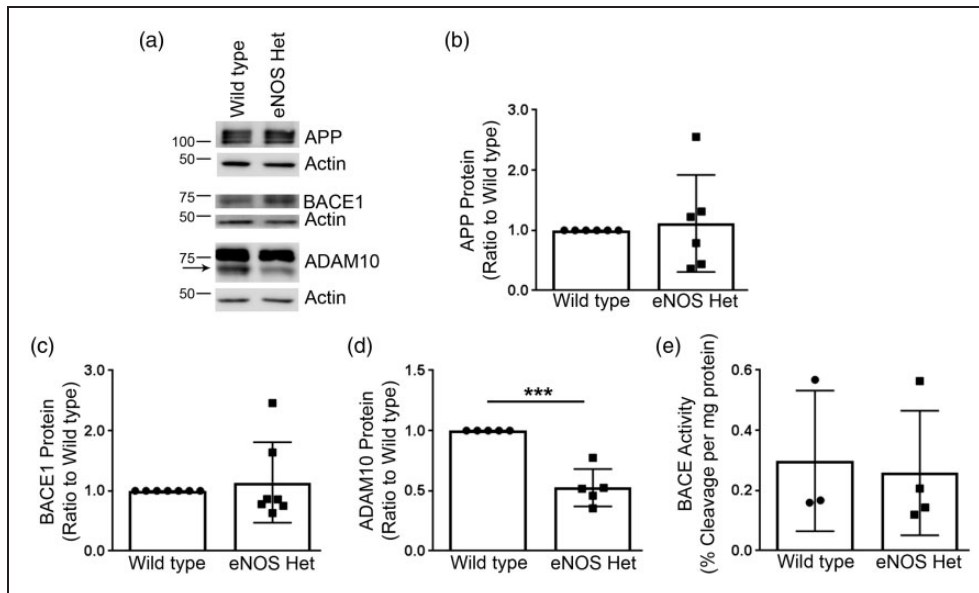 (a)
Wild type
eNOS Het
100
APP
50
Actin
75
BACE1
50
Actin
75
ADAM10
50
Actin
(b)
APP Protein
(Ratio to Wild type)
3.0
2.0
1.0
0.0
Wild type eNOS Het
(c)
BACE1 Protein
(Ratio to Wild type)
3.0
2.0
1.0
0.0
Wild type eNOS Het
(d)
ADAM10 Protein
(Ratio to Wild type)
1.5
1.0
0.5
0.0
***
Wild type eNOS Het
(e)
BACE Activity
(% Cleavage per mg protein)
0.6
0.4
0.2
0.0
Wild type eNOS Het